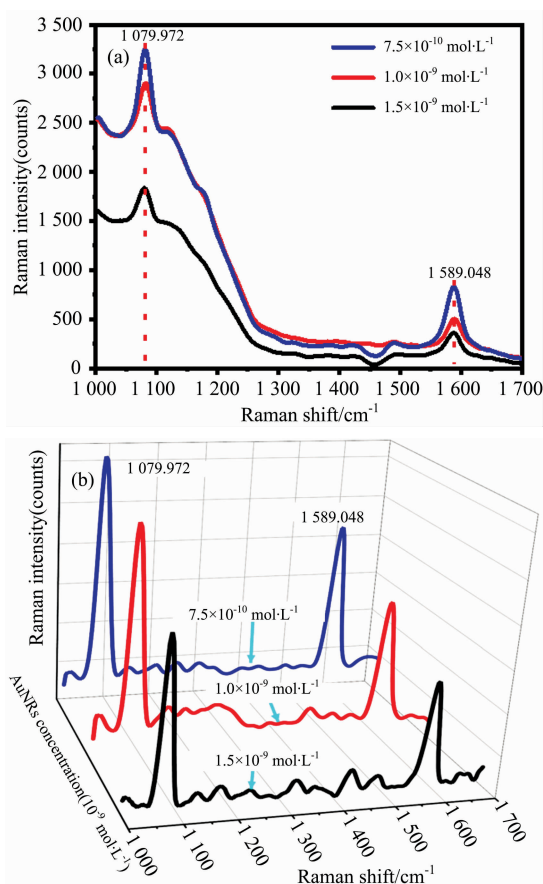 1 079.972
(a)
7.5×10⁻¹⁰ mol·L⁻¹
1.0×10⁻⁹ mol·L⁻¹
1.5×10⁻⁹ mol·L⁻¹
3 500
3 000
2 500
2 000
1 500
1 000
500
0
Raman intensity(counts)
1 589.048
1 000 1 100 1 200 1 300 1 400 1 500 1 600 1 700
Raman shift/cm⁻¹
(b)
1 079.972
1 589.048
Raman intensity(counts)
7.5×10⁻¹⁰ mol·L⁻¹
1.0×10⁻⁹ mol·L⁻¹
1.5×10⁻⁹ mol·L⁻¹
AuNRs concentration(10⁻⁹ mol·L⁻¹)
1 000 1 100 1 200 1 300 1 400 1 500 1 600 1 700
Raman shift/cm⁻¹